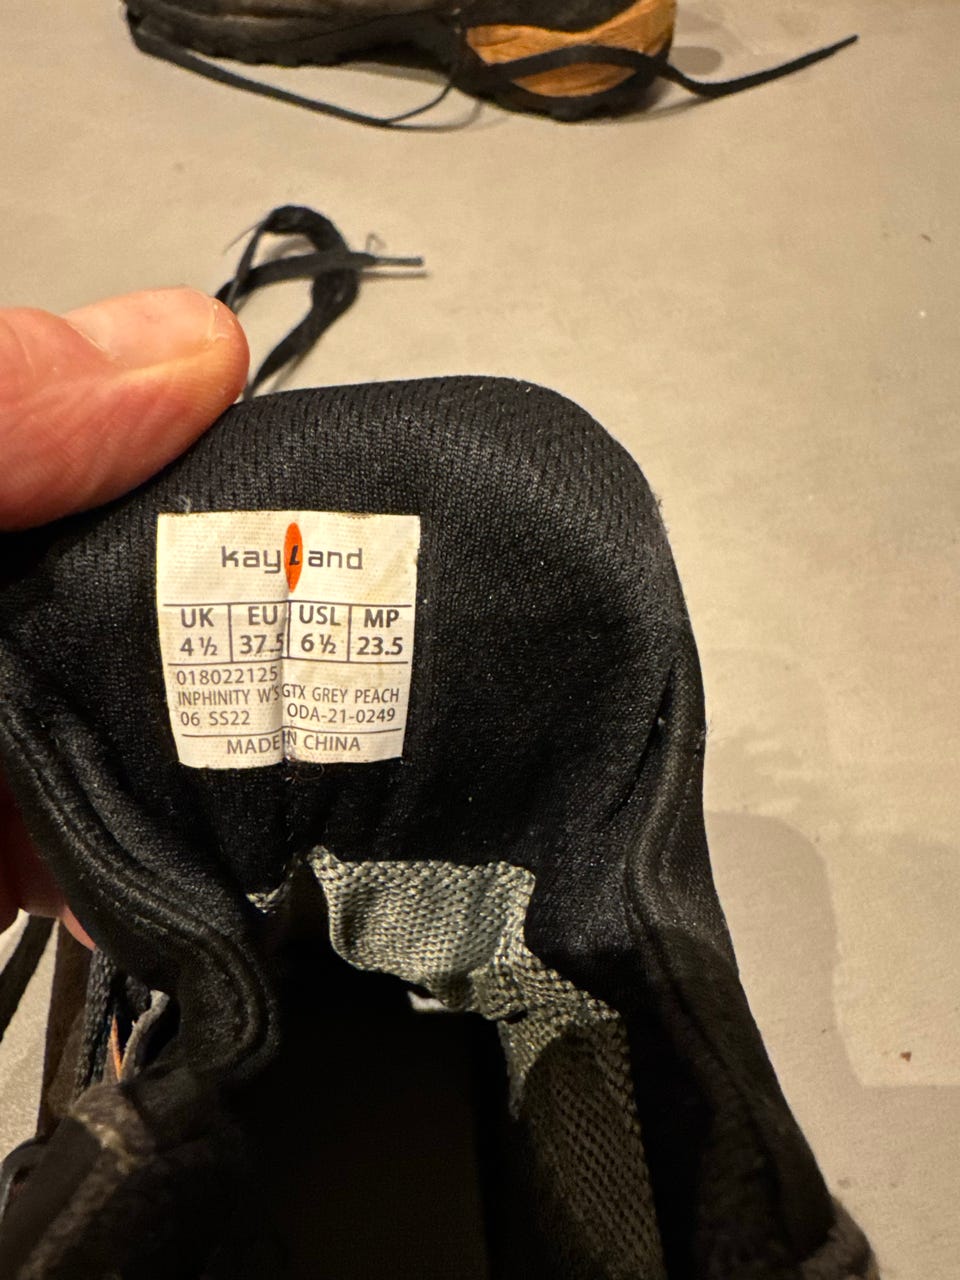 kayLand
UK EU USL MP
4 ½ 37.5 6 ½ 23.5
018022125
INPHINITY W'S GTX GREY PEACH
06 SS22 ODA-21-0249
MADE IN CHINA